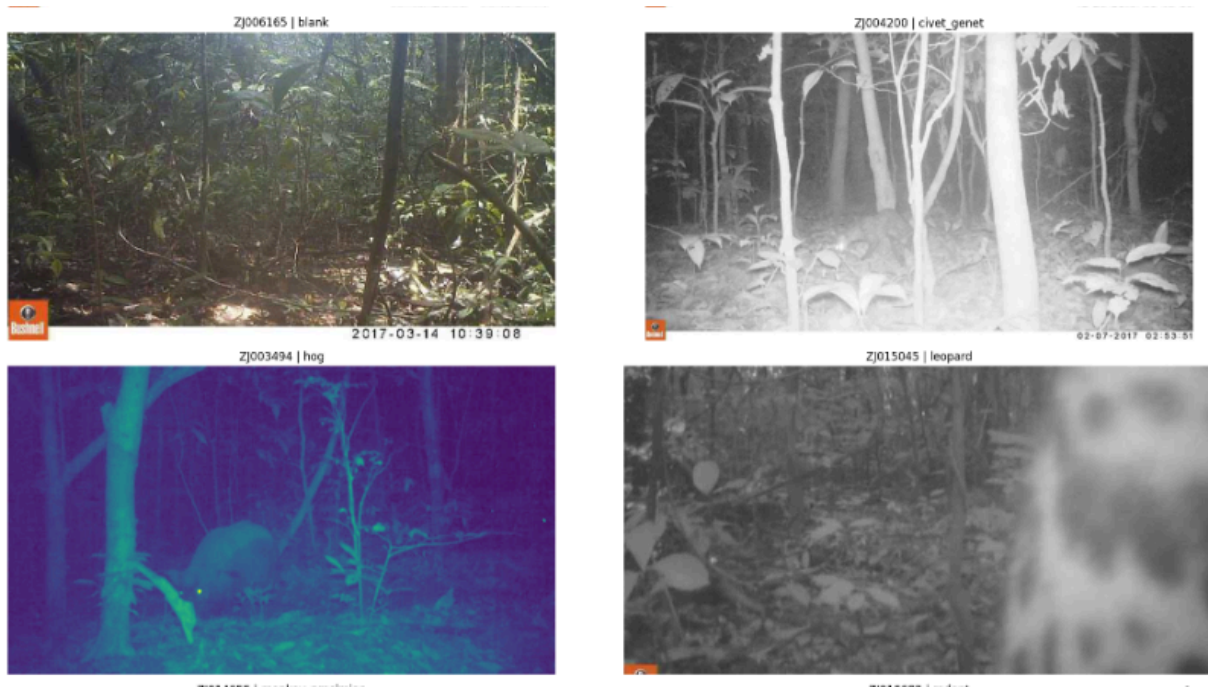 ZJ006165 | blank
ZJ004200 | civet_genet
Bushnell
2017-03-14 10:39:08
02-07-2017 02:53:51
ZJ003494 | hog
ZJ015045 | leopard